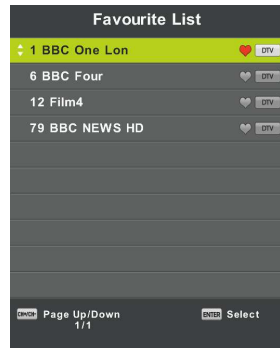 Favourite List
1 BBC One Lon DTV
6 BBC Four DTV
12 Film4 DTV
79 BBC NEWS HD DTV
CH+/CH- Page Up/Down ENTER Select
1/1